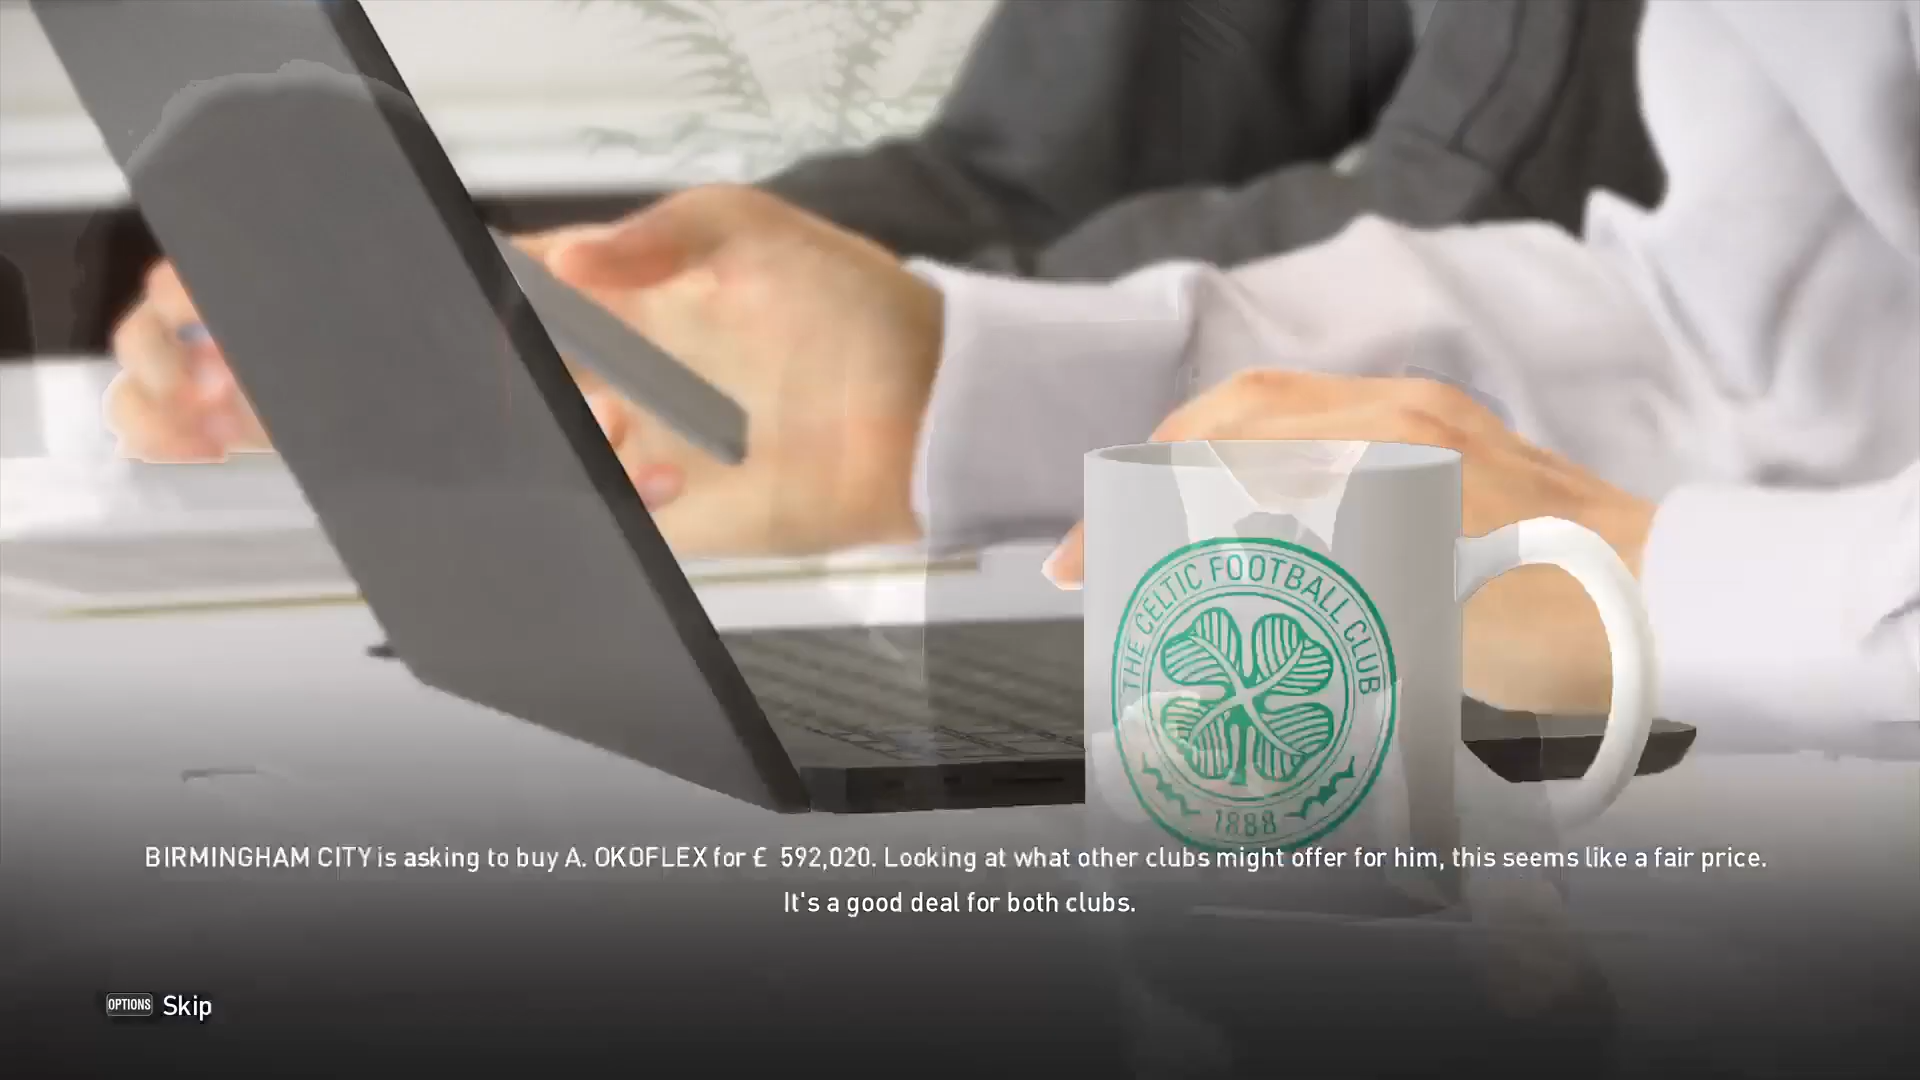 THE CELTIC FOOTBALL CLUB
1888
BIRMINGHAM CITY is asking to buy A. OKOFLEX for £ 592,020. Looking at what other clubs might offer for him, this seems like a fair price.
It's a good deal for both clubs.
OPTIONS Skip